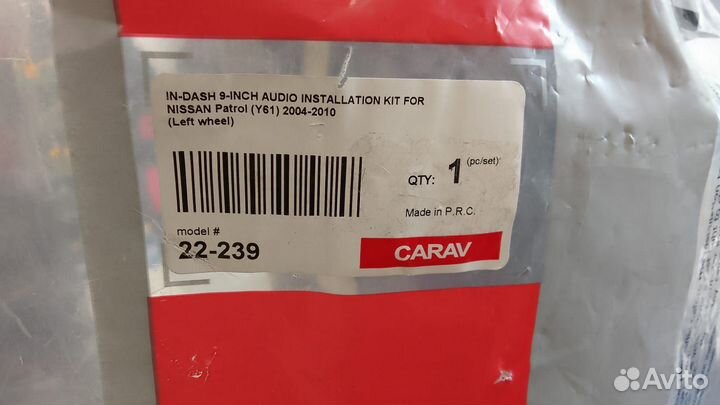 IN-DASH 9-INCH AUDIO INSTALLATION KIT FOR
NISSAN Patrol (Y61) 2004-2010
(Left wheel)
QTY: 1 (pc/set)
Made in P.R.C.
model #
22-239
CARAV
Avito